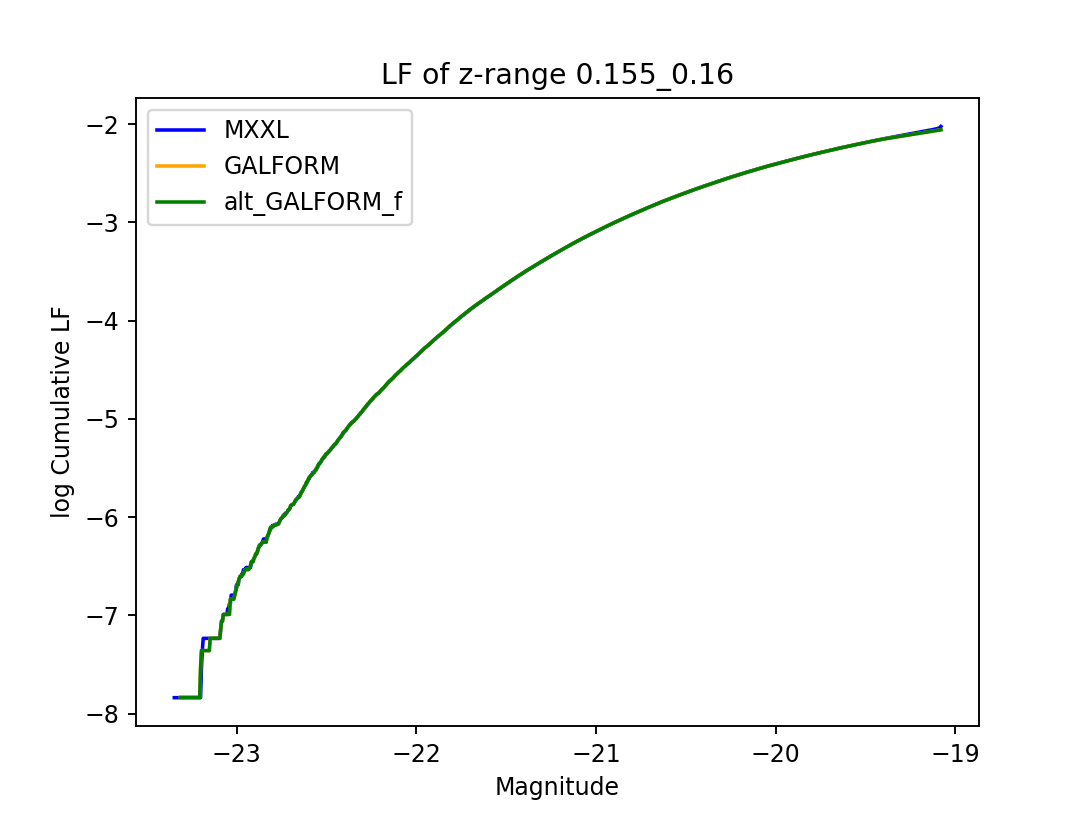 LF of z-range 0.155_0.16
MXXL
GALFORM
alt_GALFORM_f
−2
−3
−4
−5
−6
−7
−8
log Cumulative LF
−23
−22
−21
−20
−19
Magnitude